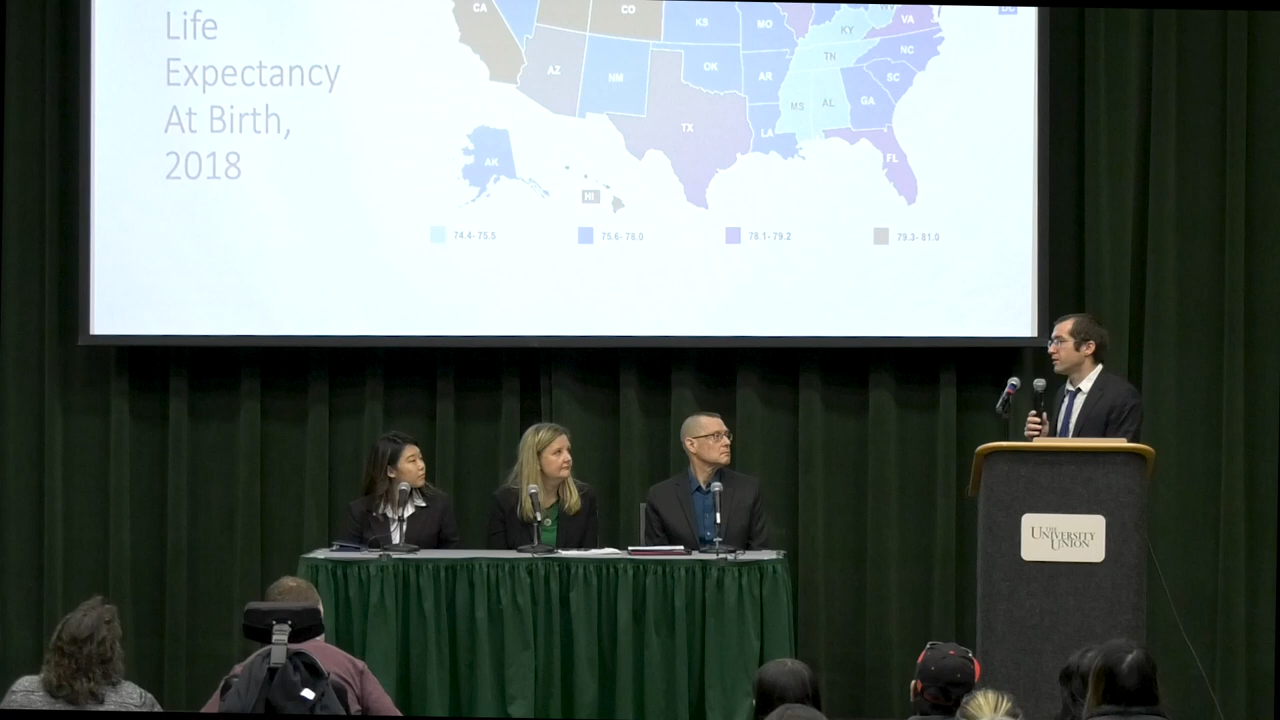 Life
Expectancy
At Birth,
2018
CA
CO
KS
MO
KY
VA
DC
AZ
NM
OK
AR
TN
NC
SC
MS
AL
GA
TX
LA
FL
AK
HI
74.4- 75.5
75.6- 78.0
78.1- 79.2
79.3- 81.0
THE
UNIVERSITY
UNION